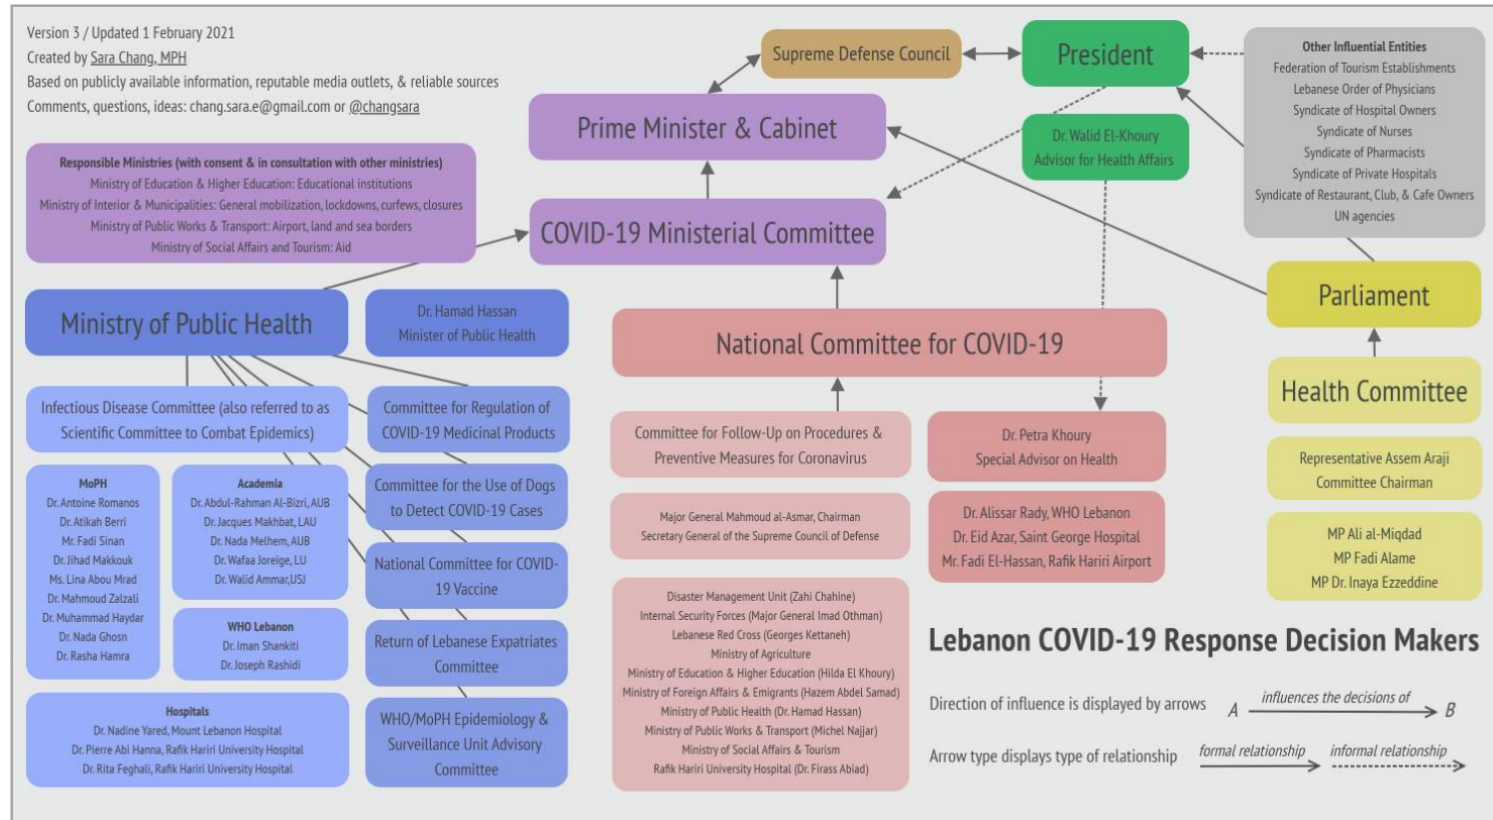 Version 3 / Updated 1 February 2021
Created by Sara Chang, MPH
Based on publicly available information, reputable media outlets, & reliable sources
Comments, questions, ideas: chang.sara.e@gmail.com or @changsara
Supreme Defense Council
President
Prime Minister & Cabinet
Dr. Walid El-Khoury
Advisor for Health Affairs
Other Influential Entities
Federation of Tourism Establishments
Lebanese Order of Physicians
Syndicate of Hospital Owners
Syndicate of Nurses
Syndicate of Pharmacists
Syndicate of Private Hospitals
Syndicate of Restaurant, Club, & Cafe Owners
UN agencies
Responsible Ministries (with consent & in consultation with other ministries)
Ministry of Education & Higher Education: Educational institutions
Ministry of Interior & Municipalities: General mobilization, lockdowns, curfews, closures
Ministry of Public Works & Transport: Airport, land and sea borders
Ministry of Social Affairs and Tourism: Aid
COVID-19 Ministerial Committee
Ministry of Public Health
Dr. Hamad Hassan
Minister of Public Health
National Committee for COVID-19
Parliament
Health Committee
Infectious Disease Committee (also referred to as
Scientific Committee to Combat Epidemics)
MoPH
Dr. Antoine Romanos
Dr. Atikah Berri
Mr. Fadi Sinan
Dr. Jihad Makkouk
Ms. Lina Abou Mrad
Dr. Mahmoud Zalzali
Dr. Muhammad Haydar
Dr. Nada Ghosn
Dr. Rasha Hamra
Academia
Dr. Abdul-Rahman Al-Bizri, AUB
Dr. Jacques Makhbat, LAU
Dr. Nada Melhem, AUB
Dr. Wafaa Joreige, LU
Dr. Walid Ammar,USJ
WHO Lebanon
Dr. Iman Shankiti
Dr. Joseph Rashidi
Hospitals
Dr. Nadine Yared, Mount Lebanon Hospital
Dr. Pierre Abi Hanna, Rafik Hariri University Hospital
Dr. Rita Feghali, Rafik Hariri University Hospital
Committee for Regulation of
COVID-19 Medicinal Products
Committee for the Use of Dogs
to Detect COVID-19 Cases
National Committee for COVID-
19 Vaccine
Return of Lebanese Expatriates
Committee
WHO/MoPH Epidemiology &
Surveillance Unit Advisory
Committee
Committee for Follow-Up on Procedures &
Preventive Measures for Coronavirus
Major General Mahmoud al-Asmar, Chairman
Secretary General of the Supreme Council of Defense
Disaster Management Unit (Zahi Chahine)
Internal Security Forces (Major General Imad Othman)
Lebanese Red Cross (Georges Kettaneh)
Ministry of Agriculture
Ministry of Education & Higher Education (Hilda El Khoury)
Ministry of Foreign Affairs & Emigrants (Hazem Abdel Samad)
Ministry of Public Health (Dr. Hamad Hassan)
Ministry of Public Works & Transport (Michel Najjar)
Ministry of Social Affairs & Tourism
Rafik Hariri University Hospital (Dr. Firass Abiad)
Dr. Petra Khoury
Special Advisor on Health
Dr. Alissar Rady, WHO Lebanon
Dr. Eid Azar, Saint George Hospital
Mr. Fadi El-Hassan, Rafik Hariri Airport
Representative Assem Araji
Committee Chairman
MP Ali al-Miqdad
MP Fadi Alame
MP Dr. Inaya Ezzeddine
Lebanon COVID-19 Response Decision Makers
Direction of influence is displayed by arrows
A influences the decisions of B
Arrow type displays type of relationship
formal relationship informal relationship